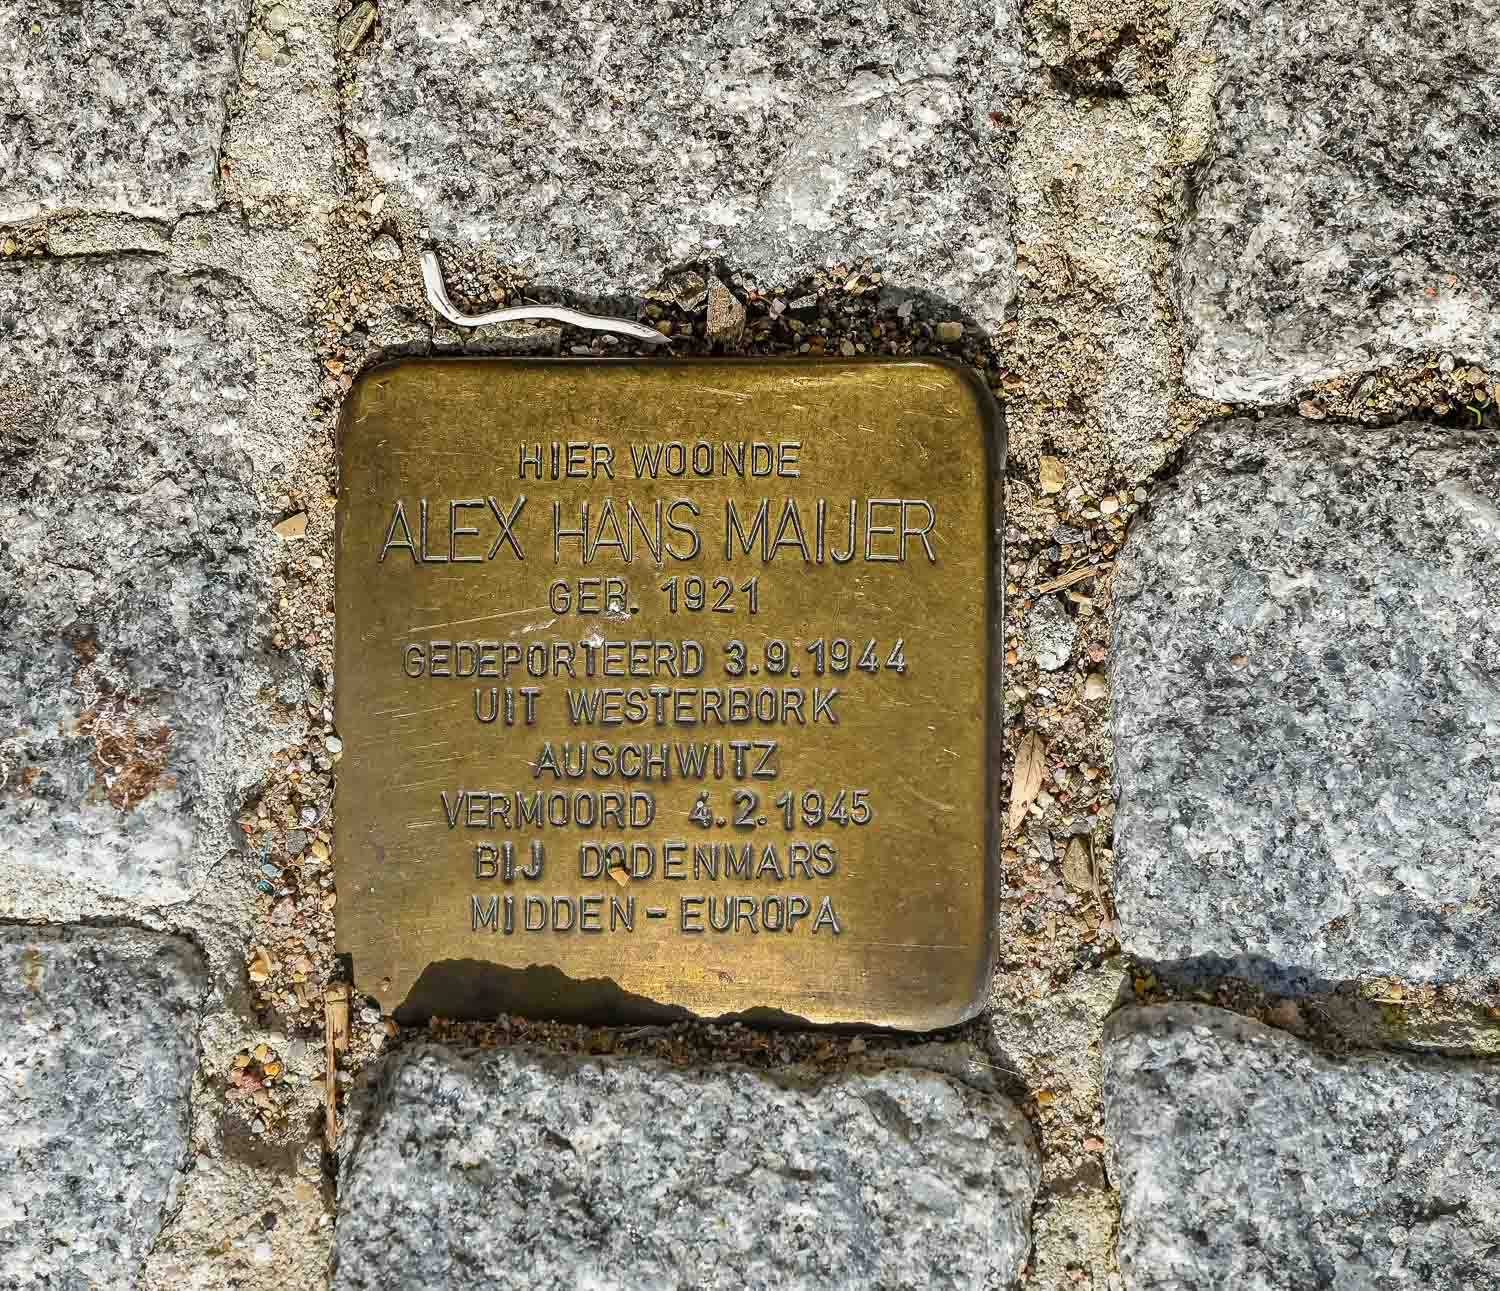 HIER WOONDE
ALEX HANS MAIJER
GEB. 1921
GEDEPORTEERD 3.9.1944
UIT WESTERBORK
AUSCHWITZ
VERMOORD 4.2.1945
BIJ DODENMARS
MIDDEN-EUROPA